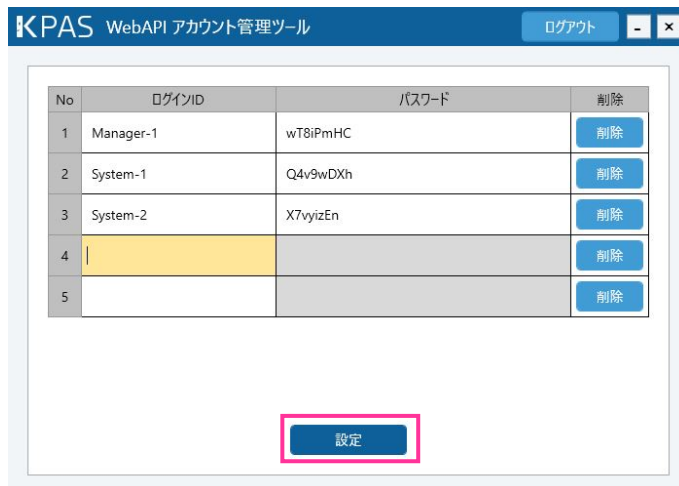 KPAS WebAPI アカウント管理ツール ログアウト - ×
No ログインID パスワード 削除
1 Manager-1 wT8iPmHC 削除
2 System-1 Q4v9wDXh 削除
3 System-2 X7vyizEn 削除
4 削除
5 削除
設定